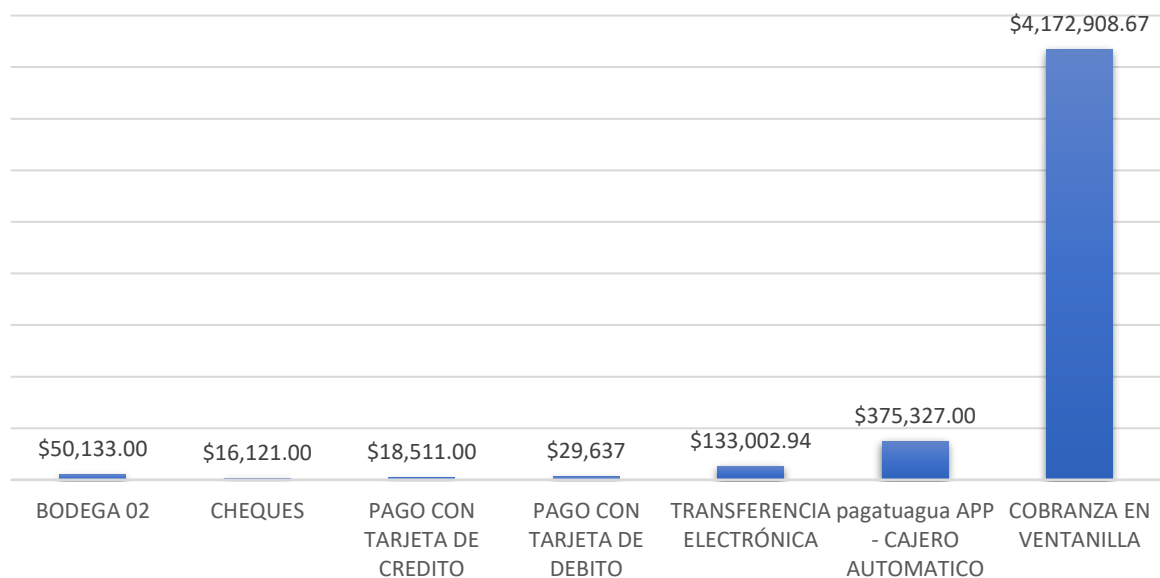 $4,172,908.67
$375,327.00
$133,002.94
$50,133.00
$16,121.00
$18,511.00
$29,637
BODEGA 02
CHEQUES
PAGO CON
TARJETA DE
CREDITO
PAGO CON
TARJETA DE
DEBITO
TRANSFERENCIA
ELECTRÓNICA
pagatuagua APP
- CAJERO
AUTOMATICO
COBRANZA EN
VENTANILLA